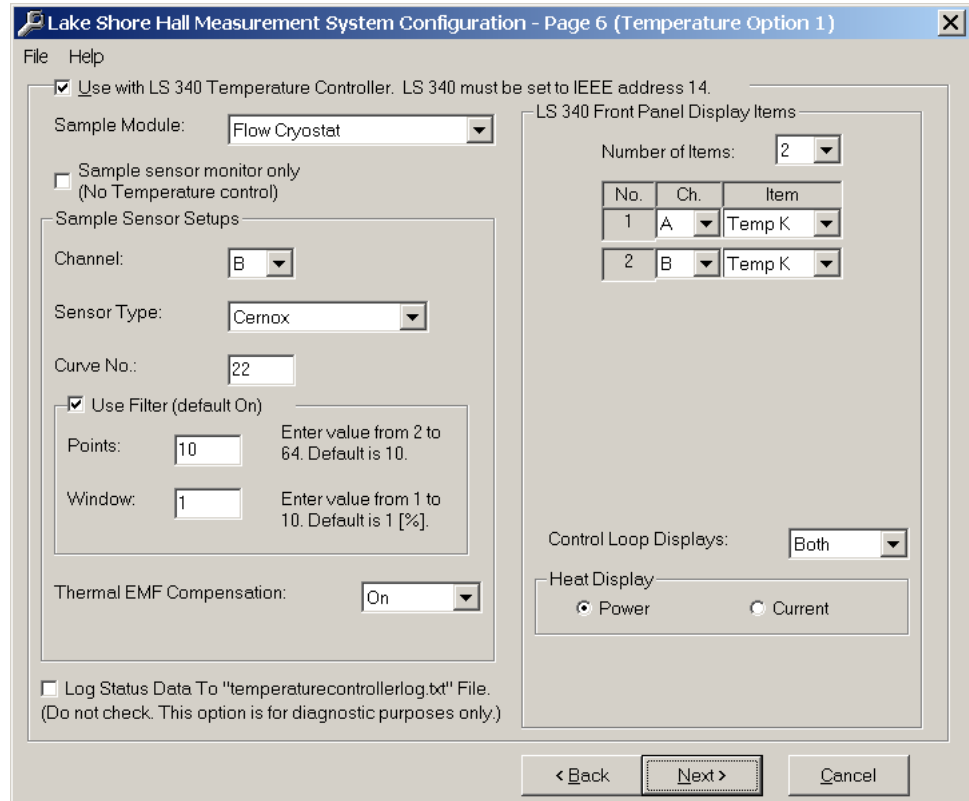 Lake Shore Hall Measurement System Configuration - Page 6 (Temperature Option 1)
File Help
Use with LS 340 Temperature Controller. LS 340 must be set to IEEE address 14.
Sample Module: Flow Cryostat
Sample sensor monitor only
(No Temperature control)
Sample Sensor Setups
Channel: B
Sensor Type: Cernox
Curve No.: 22
Use Filter (default On)
Points: 10
Enter value from 2 to
64. Default is 10.
Window: 1
Enter value from 1 to
10. Default is 1 [%].
Thermal EMF Compensation: On
Log Status Data To "temperaturecontrollerlog.txt" File.
(Do not check. This option is for diagnostic purposes only.)
LS 340 Front Panel Display Items
Number of Items: 2
No. Ch. Item
1 A Temp K
2 B Temp K
Control Loop Displays: Both
Heat Display
Power Current
< Back Next > Cancel